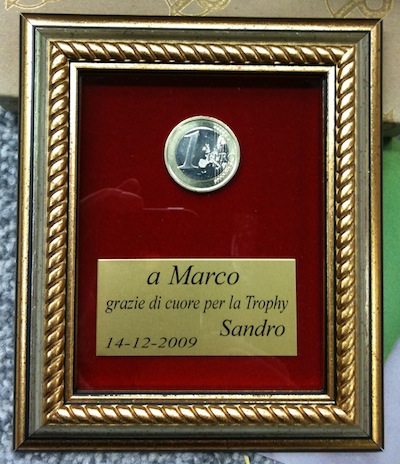 1
a Marco
grazie di cuore per la Trophy
Sandro
14-12-2009